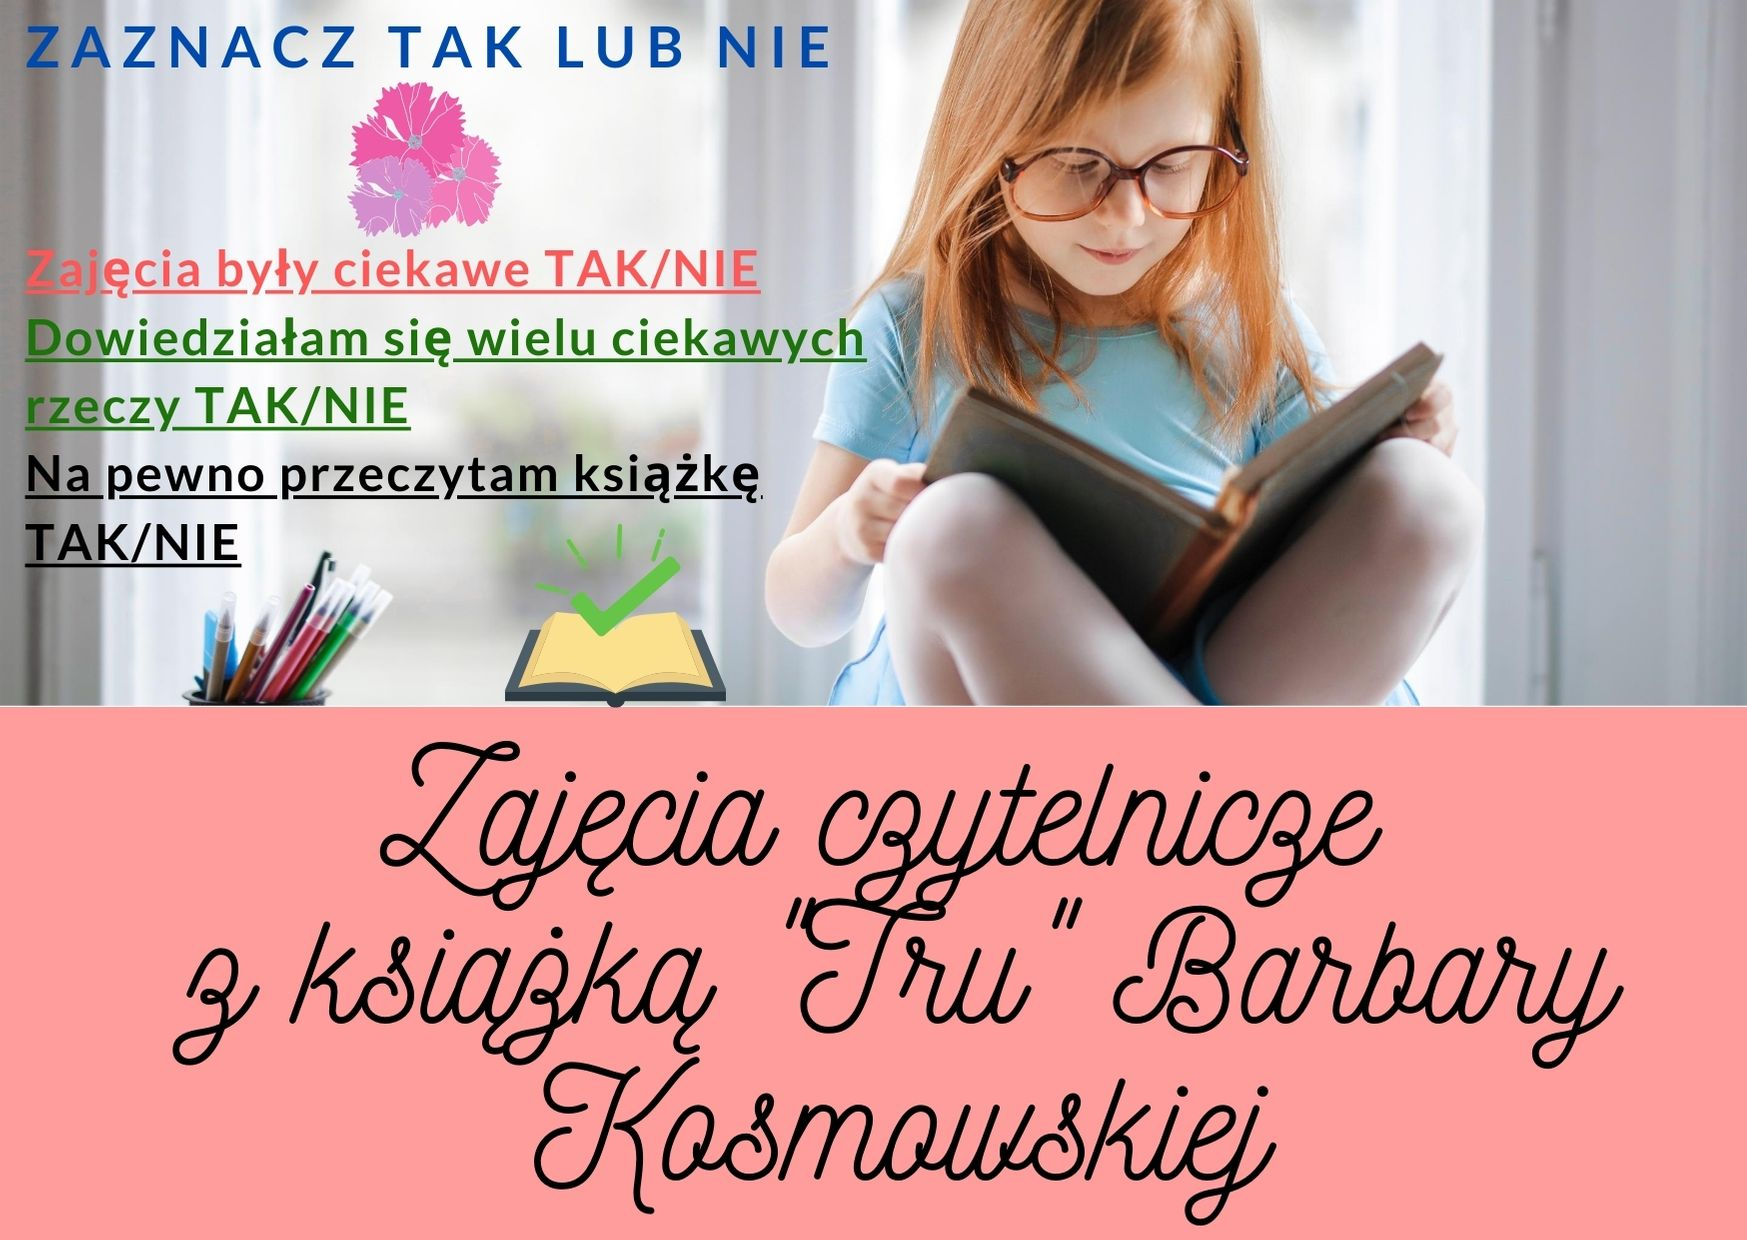 ZAZNACZ TAK LUB NIE
Zajęcia były ciekawe TAK/NIE
Dowiedziałam się wielu ciekawych
rzeczy TAK/NIE
Na pewno przeczytam książkę
TAK/NIE
Zajęcia czytelnicze
z książką "Tru" Barbary
Kosmowskiej